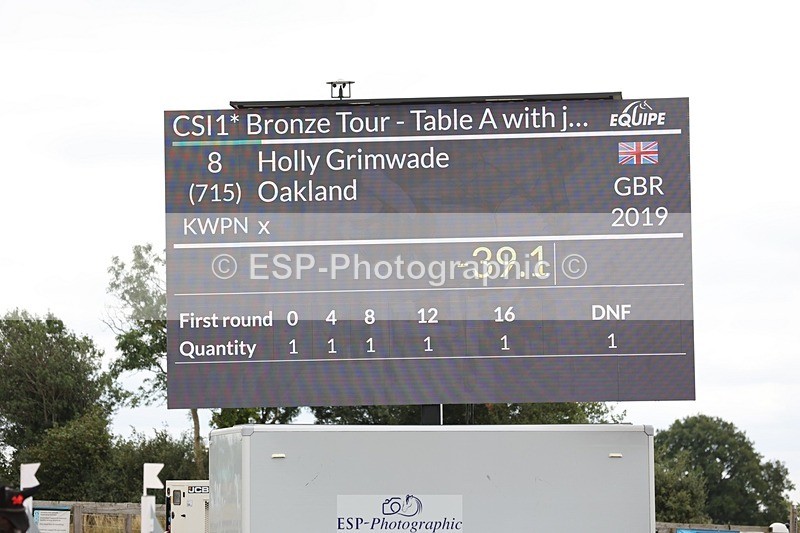 CSI1* Bronze Tour - Table A with j... EQUIPE
8 Holly Grimwade
(715) Oakland GBR
KWPN x 2019
-39.1
© ESP-Photographic ©
First round 0 4 8 12 16 DNF
Quantity 1 1 1 1 1 1
JCB
ESP-Photographic